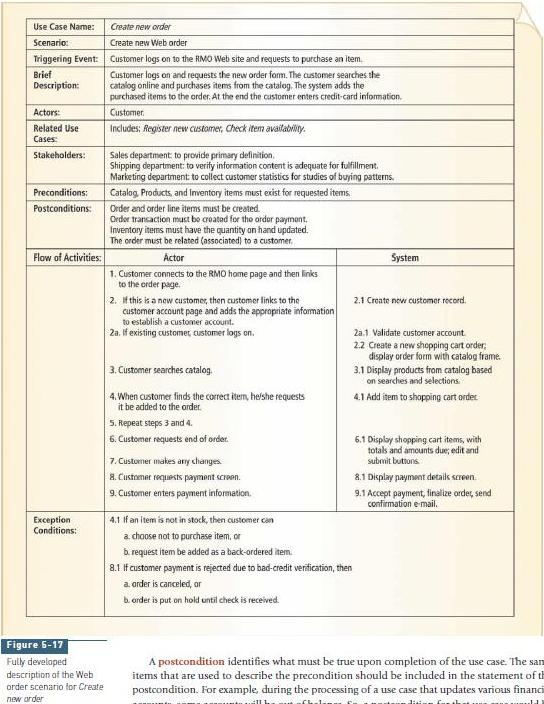 Use Case Name: Create new order
Scenario: Create new Web order
Triggering Event: Customer logs on to the RMO Web site and requests to purchase an item.
Brief Description: Customer logs on and requests the new order form. The customer searches the
catalog online and purchases items from the catalog. The system adds the
purchased items to the order. At the end the customer enters credit-card information.
Actors: Customer.
Related Use Cases: Includes: Register new customer, Check item availability.
Stakeholders: Sales department: to provide primary definition.
Shipping department: to verify information content is adequate for fulfillment.
Marketing department: to collect customer statistics for studies of buying patterns.
Preconditions: Catalog, Products, and Inventory items must exist for requested items.
Postconditions: Order and order line items must be created.
Order transaction must be created for the order payment.
Inventory items must have the quantity on hand updated.
The order must be related (associated) to a customer.
Flow of Activities: Actor System
1. Customer connects to the RMO home page and then links
to the order page.
2. If this is a new customer, then customer links to the
customer account page and adds the appropriate information
to establish a customer account.
2.1 Create new customer record.
2a. If existing customer, customer logs on.
2a.1 Validate customer account.
2.2 Create a new shopping cart order;
display order form with catalog frame.
3. Customer searches catalog.
3.1 Display products from catalog based
on searches and selections.
4. When customer finds the correct item, he/she requests
it be added to the order.
4.1 Add item to shopping cart order.
5. Repeat steps 3 and 4.
6. Customer requests end of order.
6.1 Display shopping cart items, with
totals and amounts due; edit and
submit buttons.
7. Customer makes any changes.
8. Customer requests payment screen.
8.1 Display payment details screen.
9. Customer enters payment information.
9.1 Accept payment, finalize order, send
confirmation e-mail.
Exception Conditions: 4.1 If an item is not in stock, then customer can
a. choose not to purchase item, or
b. request item be added as a back-ordered item.
8.1 If customer payment is rejected due to bad-credit verification, then
a. order is canceled, or
b. order is put on hold until check is received.
Figure 5-17
Fully developed
description of the Web
order scenario for Create
new order
A postcondition identifies what must be true upon completion of the use case. The
items that are used to describe the precondition should be included in the statement of
postcondition. For example, during the processing of a use case that updates various